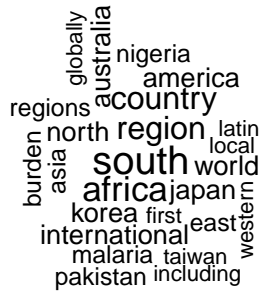 globally
australia
nigeria
america
country
regions
north
region
latin
local
burden
asia
south
world
africa
japan
western
korea
first
east
international
malaria
taiwan
pakistan
including